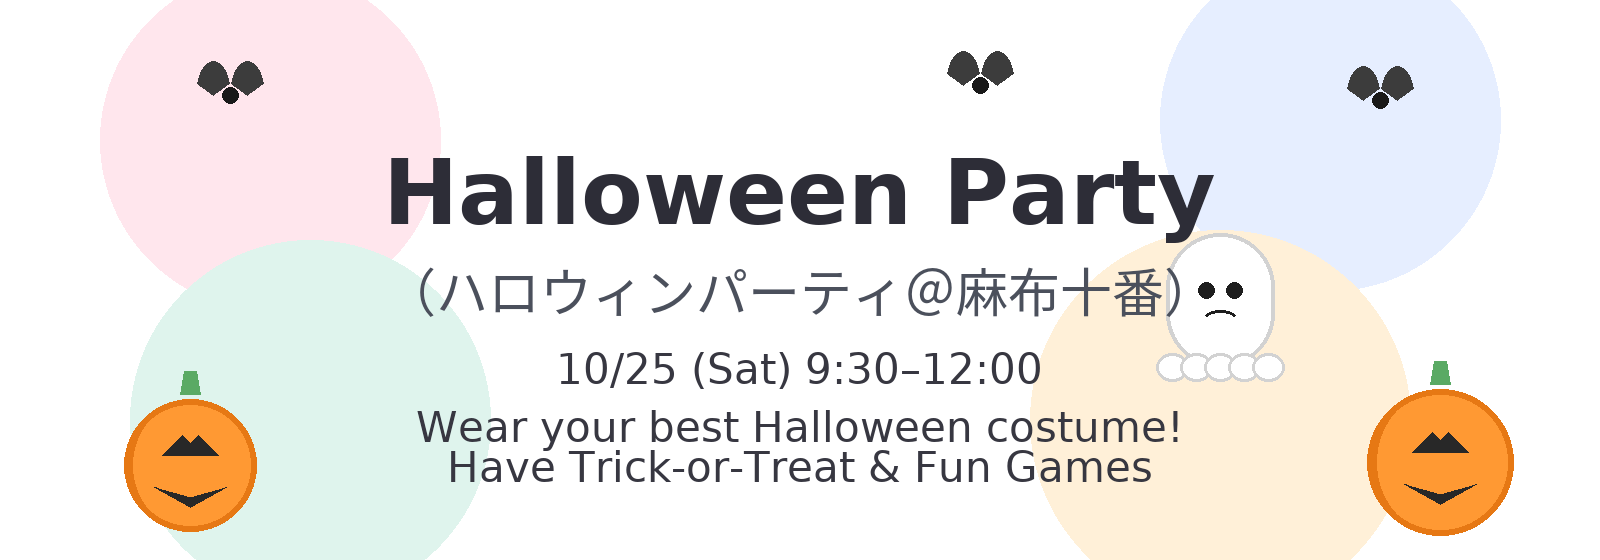 Halloween Party
（ハロウィンパーティ＠麻布十番）
10/25 (Sat) 9:30–12:00
Wear your best Halloween costume!
Have Trick-or-Treat & Fun Games